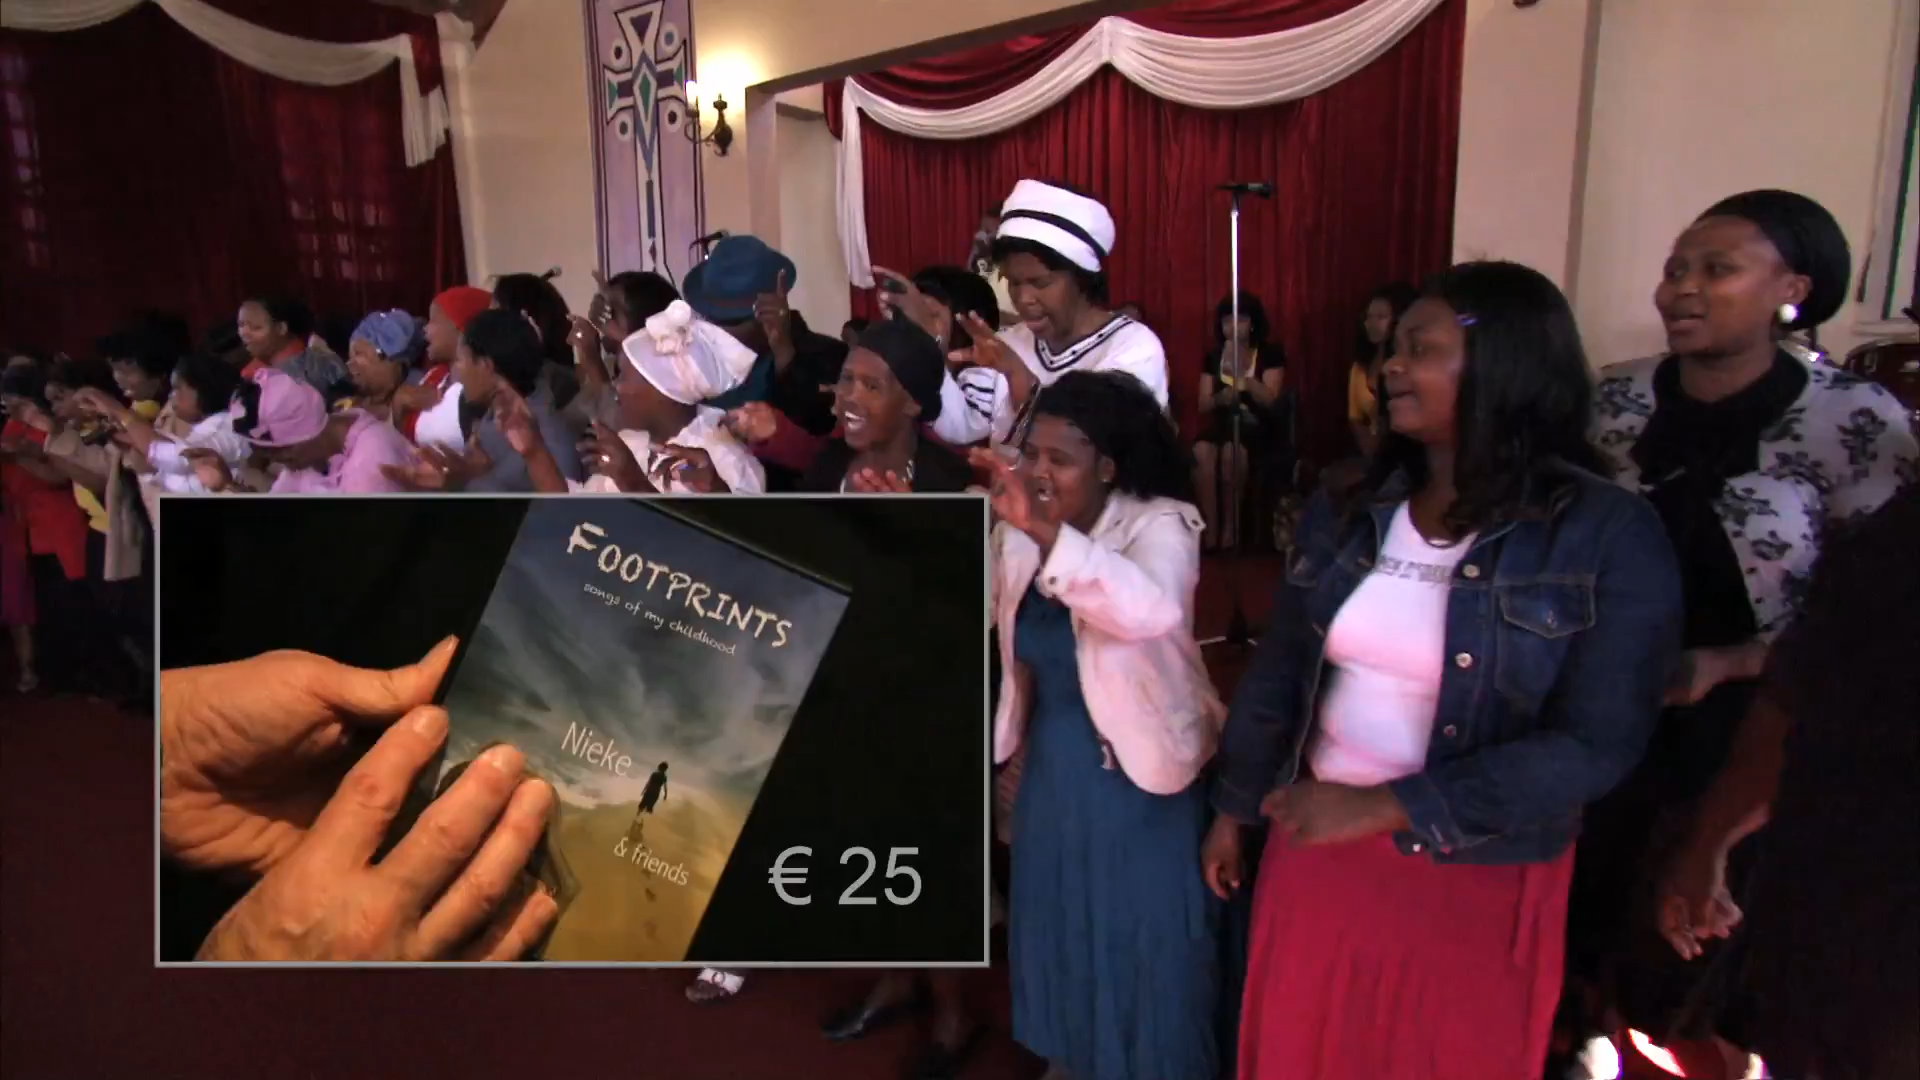 FOOTPRINTS
songs of my childhood
Nieke
& friends
€ 25